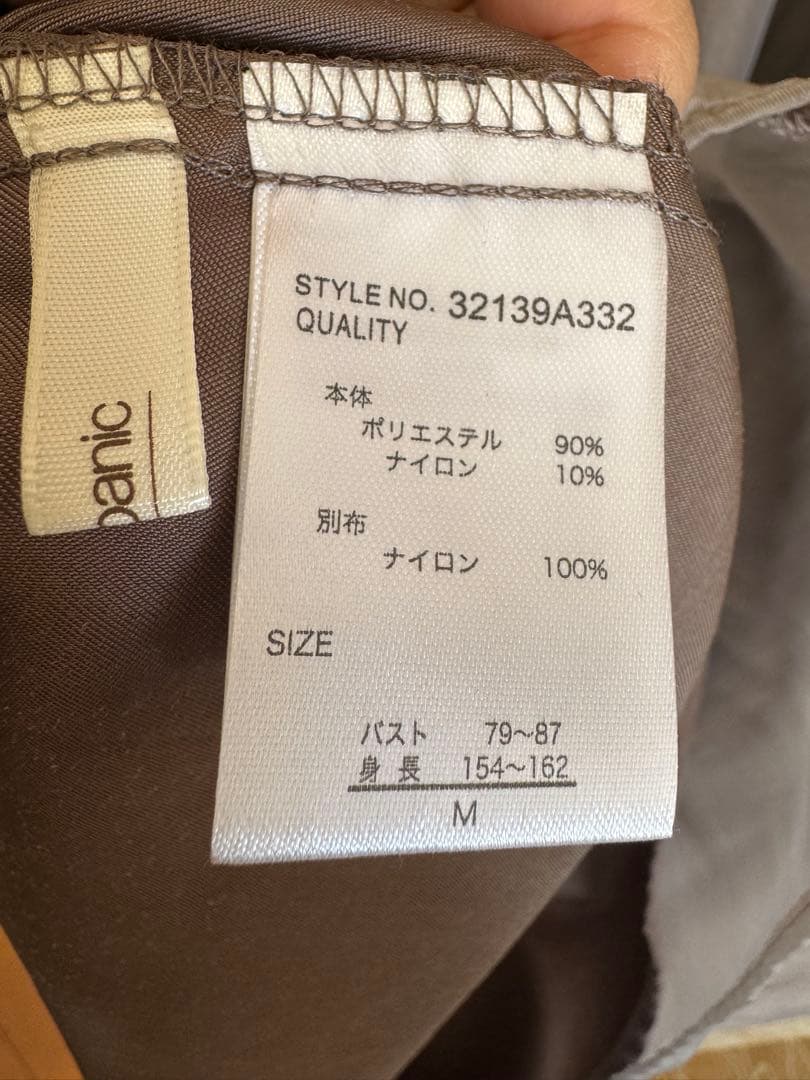 STYLE NO. 32139A332
QUALITY
本体
ポリエステル 90%
ナイロン 10%
別布
ナイロン 100%
SIZE
バスト 79〜87
身長 154〜162
M
panic